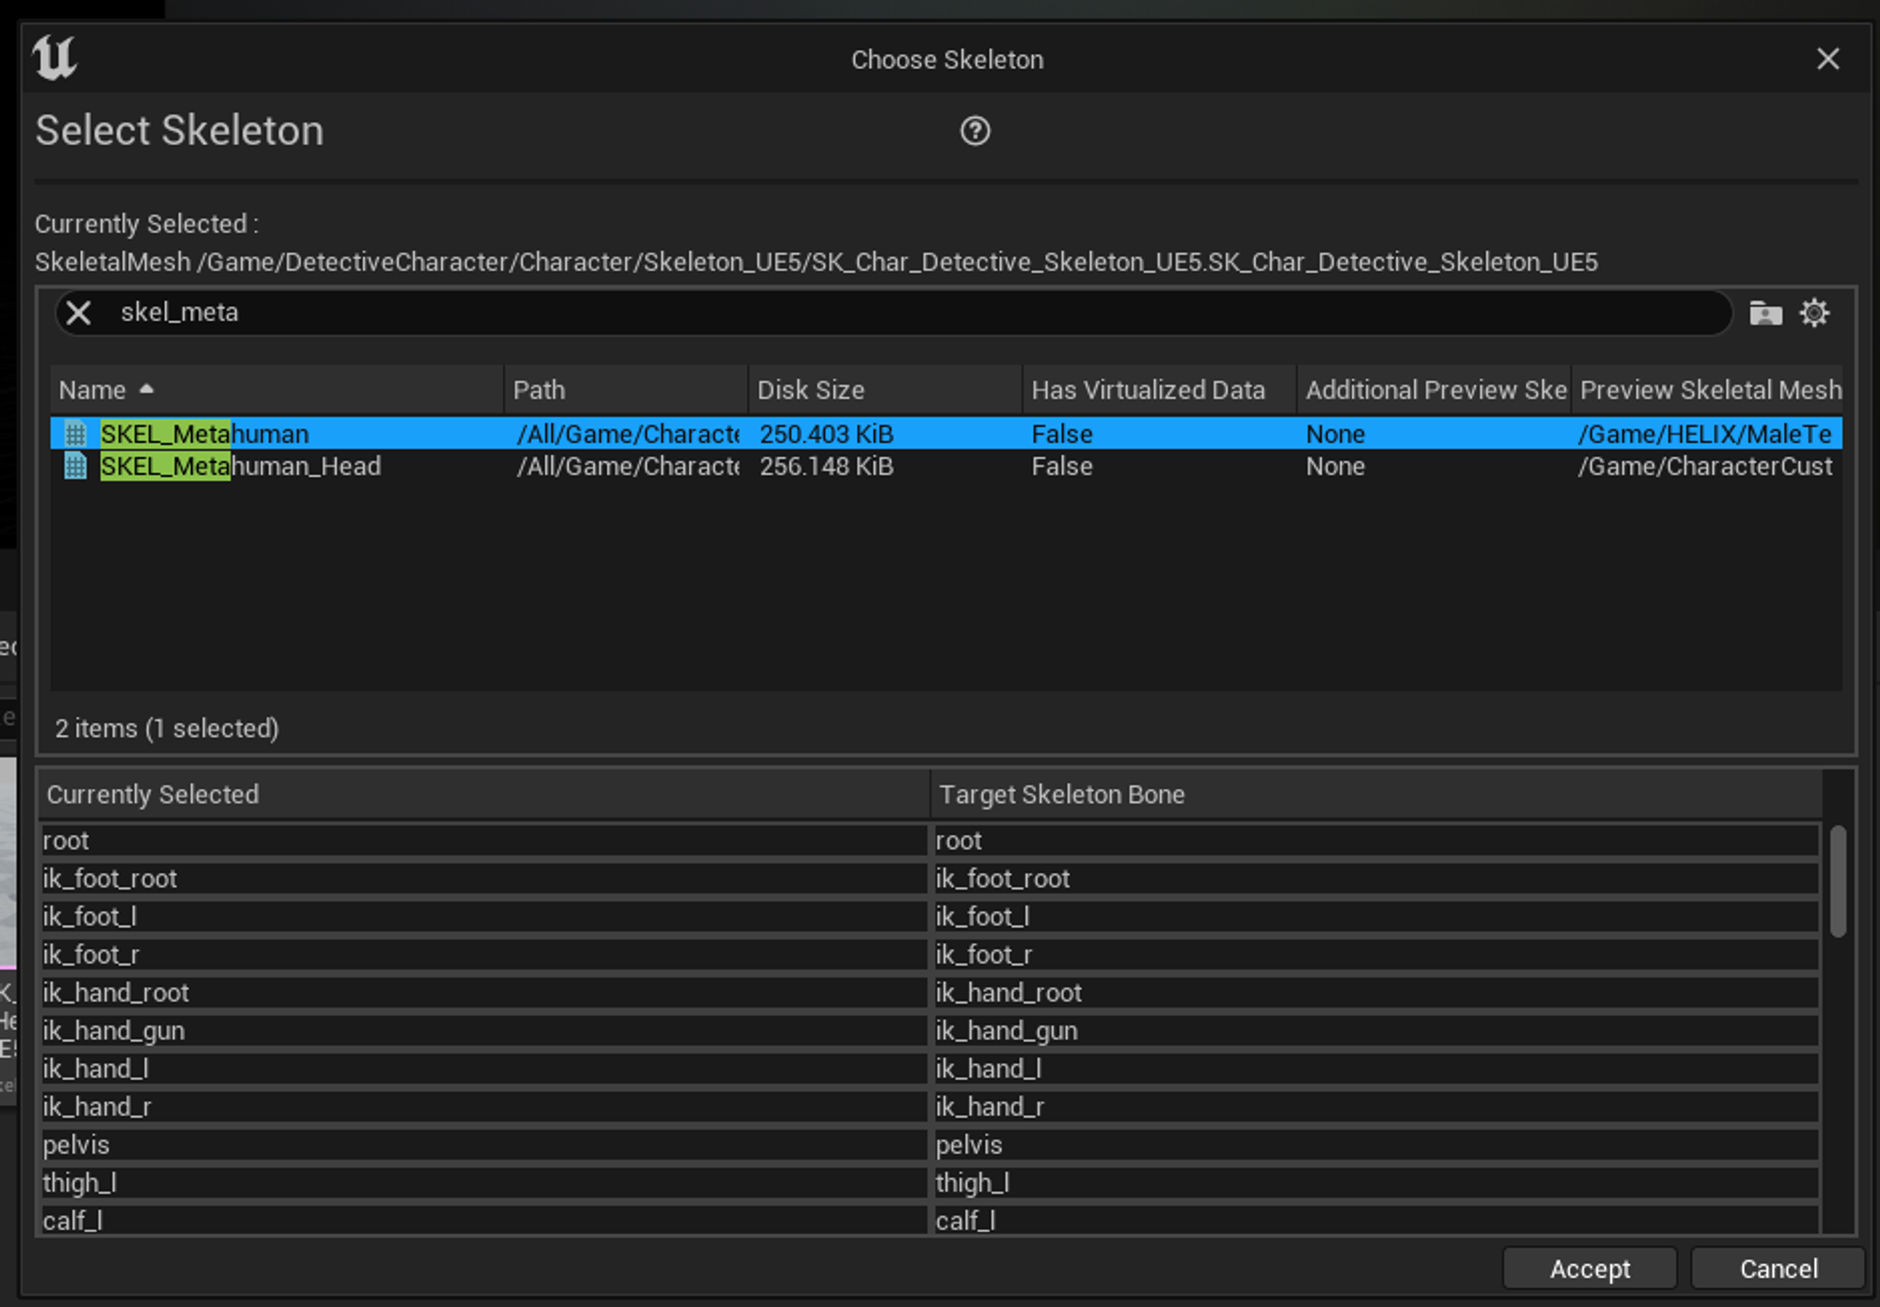 Choose Skeleton
Select Skeleton
Currently Selected :
SkeletalMesh /Game/DetectiveCharacter/Character/Skeleton_UE5/SK_Char_Detective_Skeleton_UE5.SK_Char_Detective_Skeleton_UE5
skel_meta
Name Path Disk Size Has Virtualized Data Additional Preview Ske Preview Skeletal Mesh
SKEL_Metahuman /All/Game/Characte 250.403 KiB False None /Game/HELIX/MaleTe
SKEL_Metahuman_Head /All/Game/Characte 256.148 KiB False None /Game/CharacterCust
2 items (1 selected)
Currently Selected Target Skeleton Bone
root root
ik_foot_root ik_foot_root
ik_foot_l ik_foot_l
ik_foot_r ik_foot_r
ik_hand_root ik_hand_root
ik_hand_gun ik_hand_gun
ik_hand_l ik_hand_l
ik_hand_r ik_hand_r
pelvis pelvis
thigh_l thigh_l
calf_l calf_l
Accept Cancel